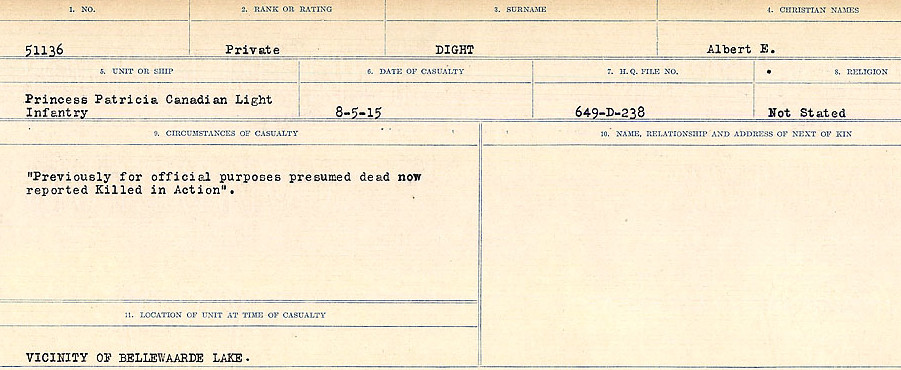 1. NO. 2. RANK OR RATING 3. SURNAME 4. CHRISTIAN NAMES
51136 Private DIGHT Albert E.
5. UNIT OR SHIP 6. DATE OF CASUALTY 7. H.Q. FILE NO. 8. RELIGION
Princess Patricia Canadian Light
Infantry 8-5-15 649-D-238 Not Stated
9. CIRCUMSTANCES OF CASUALTY 10. NAME, RELATIONSHIP AND ADDRESS OF NEXT OF KIN
"Previously for official purposes presumed dead now
reported Killed in Action".
11. LOCATION OF UNIT AT TIME OF CASUALTY
VICINITY OF BELLEWAARDE LAKE.